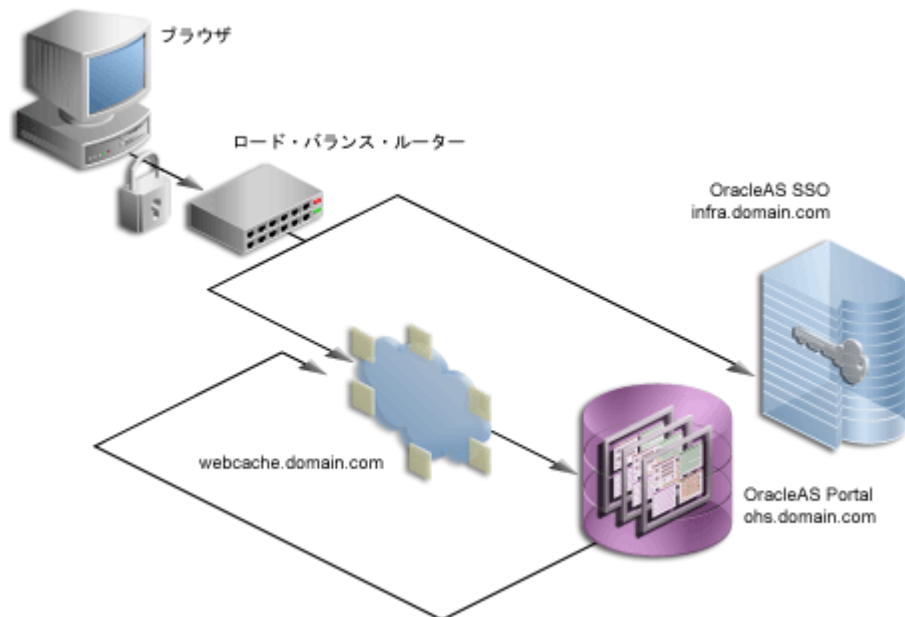 ブラウザ
ロード・バランス・ルーター
OracleAS SSO
infra.domain.com
webcache.domain.com
OracleAS Portal
ohs.domain.com